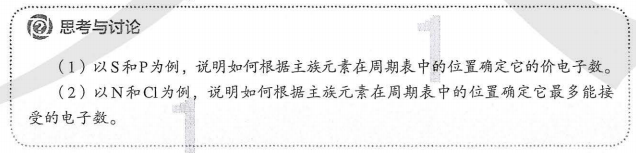 思考与讨论
（1）以S和P为例，说明如何根据主族元素在周期表中的位置确定它的价电子数。
（2）以N和Cl为例，说明如何根据主族元素在周期表中的位置确定它最多能接
受的电子数。